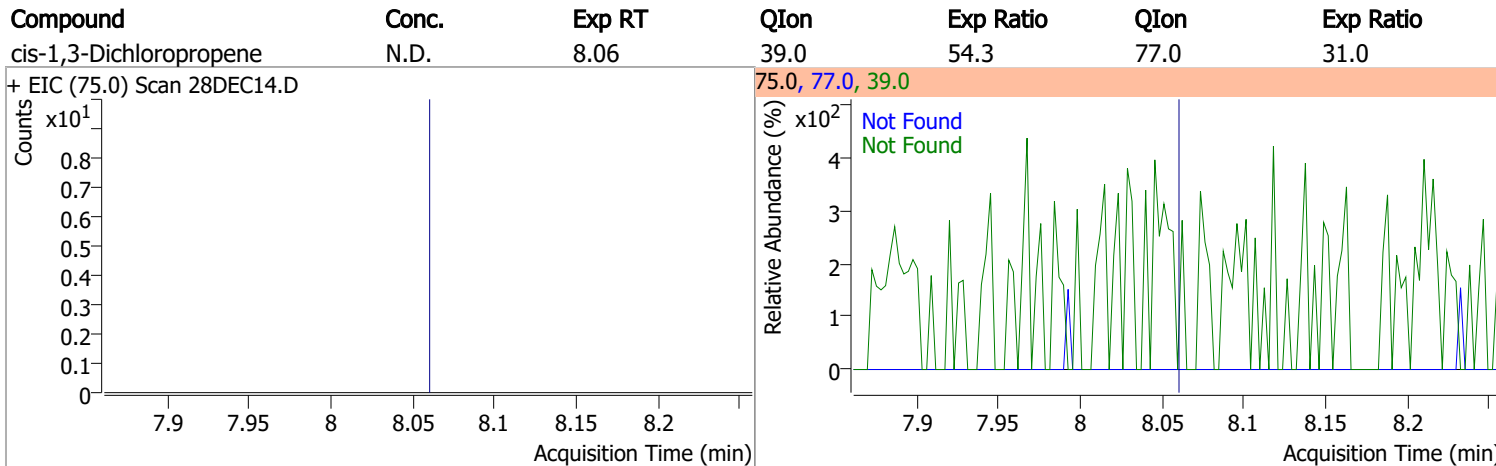 Compound Conc. Exp RT QIon Exp Ratio QIon Exp Ratio
cis-1,3-Dichloropropene N.D. 8.06 39.0 54.3 77.0 31.0
+ EIC (75.0) Scan 28DEC14.D
Counts
x10¹
0.8
0.7
0.6
0.5
0.4
0.3
0.2
0.1
0
7.9 7.95 8 8.05 8.1 8.15 8.2
Acquisition Time (min)
75.0, 77.0, 39.0
Relative Abundance (%)
x10²
Not Found
Not Found
4
3
2
1
0
7.9 7.95 8 8.05 8.1 8.15 8.2
Acquisition Time (min)